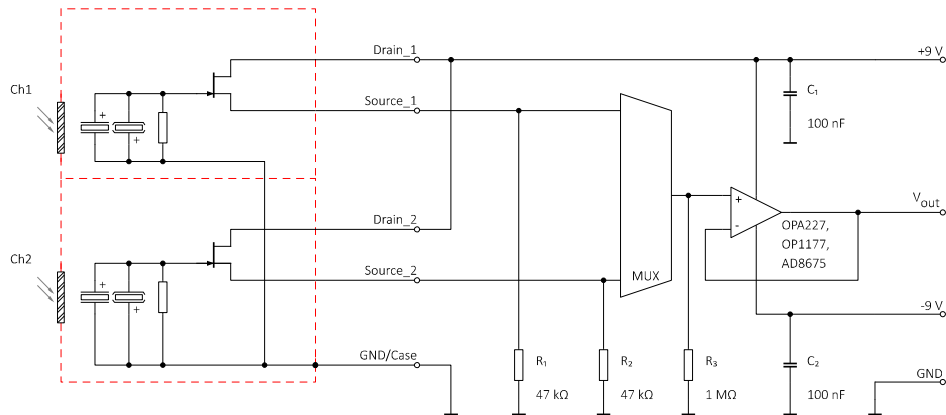 Drain_1
+9 V
Ch1
+
+
Source_1
C₁
100 nF
Drain_2
+
-
V_out
OPA227,
OP1177,
AD8675
Ch2
+
+
Source_2
MUX
-9 V
GND/Case
R₁
47 kΩ
R₂
47 kΩ
R₃
1 MΩ
C₂
100 nF
GND